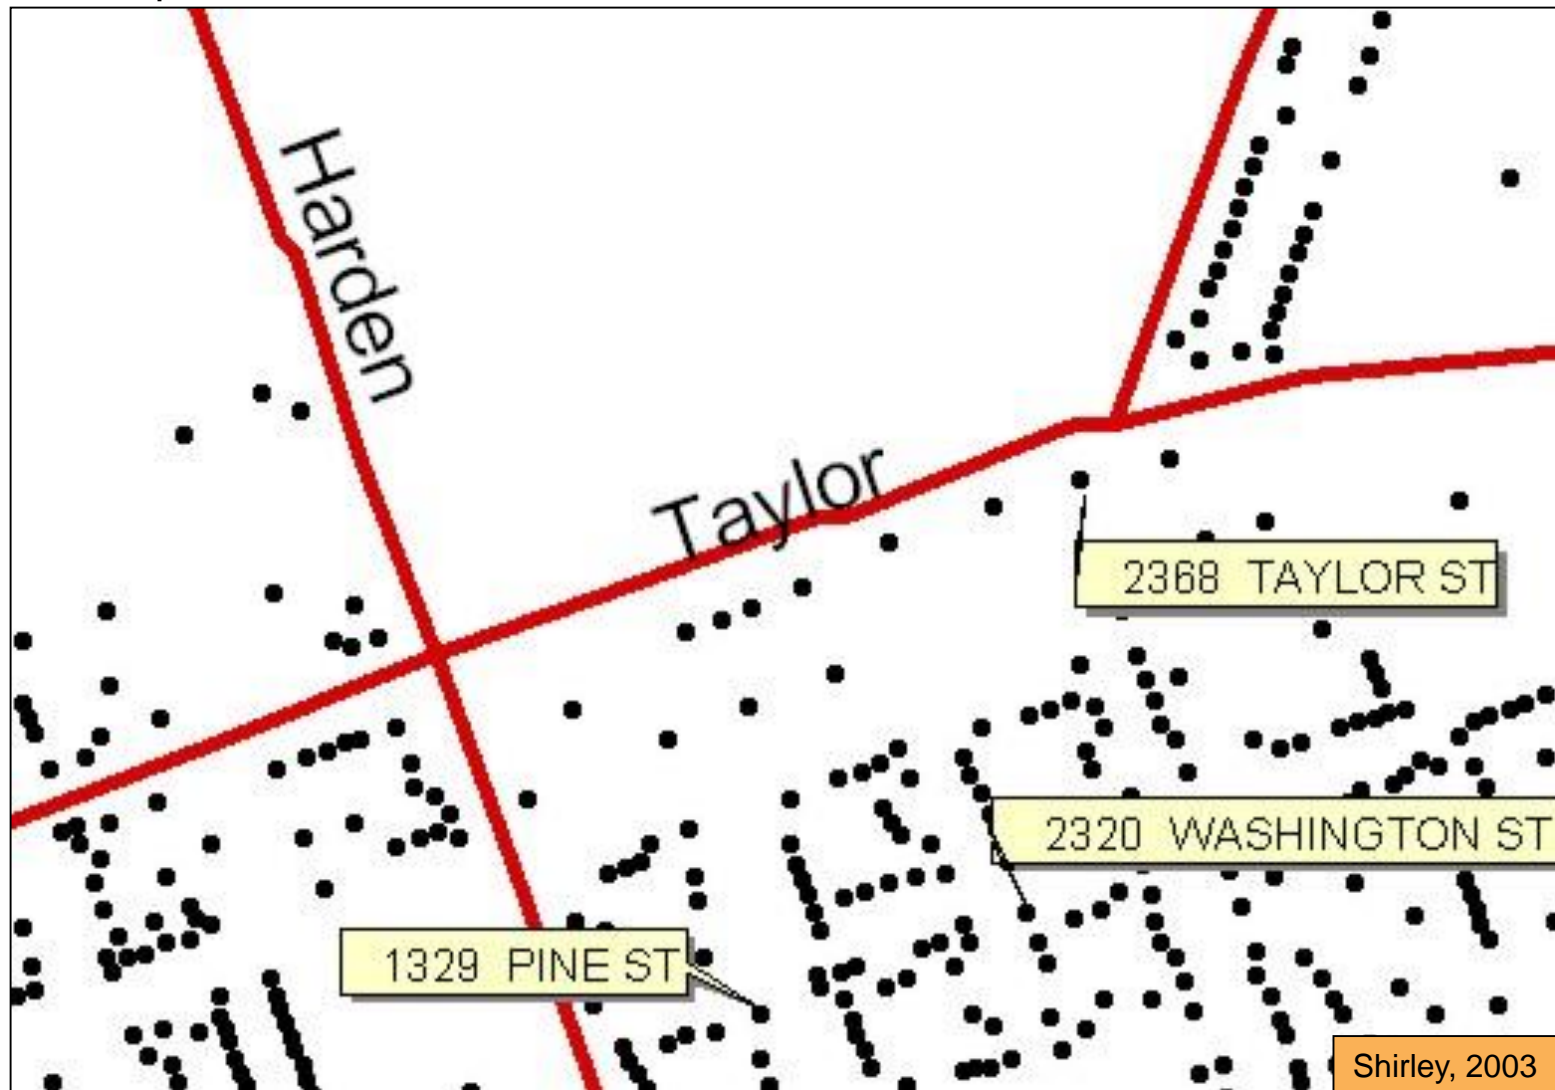 Harden
Taylor
2368 TAYLOR ST
2320 WASHINGTON ST
1329 PINE ST
Shirley, 2003